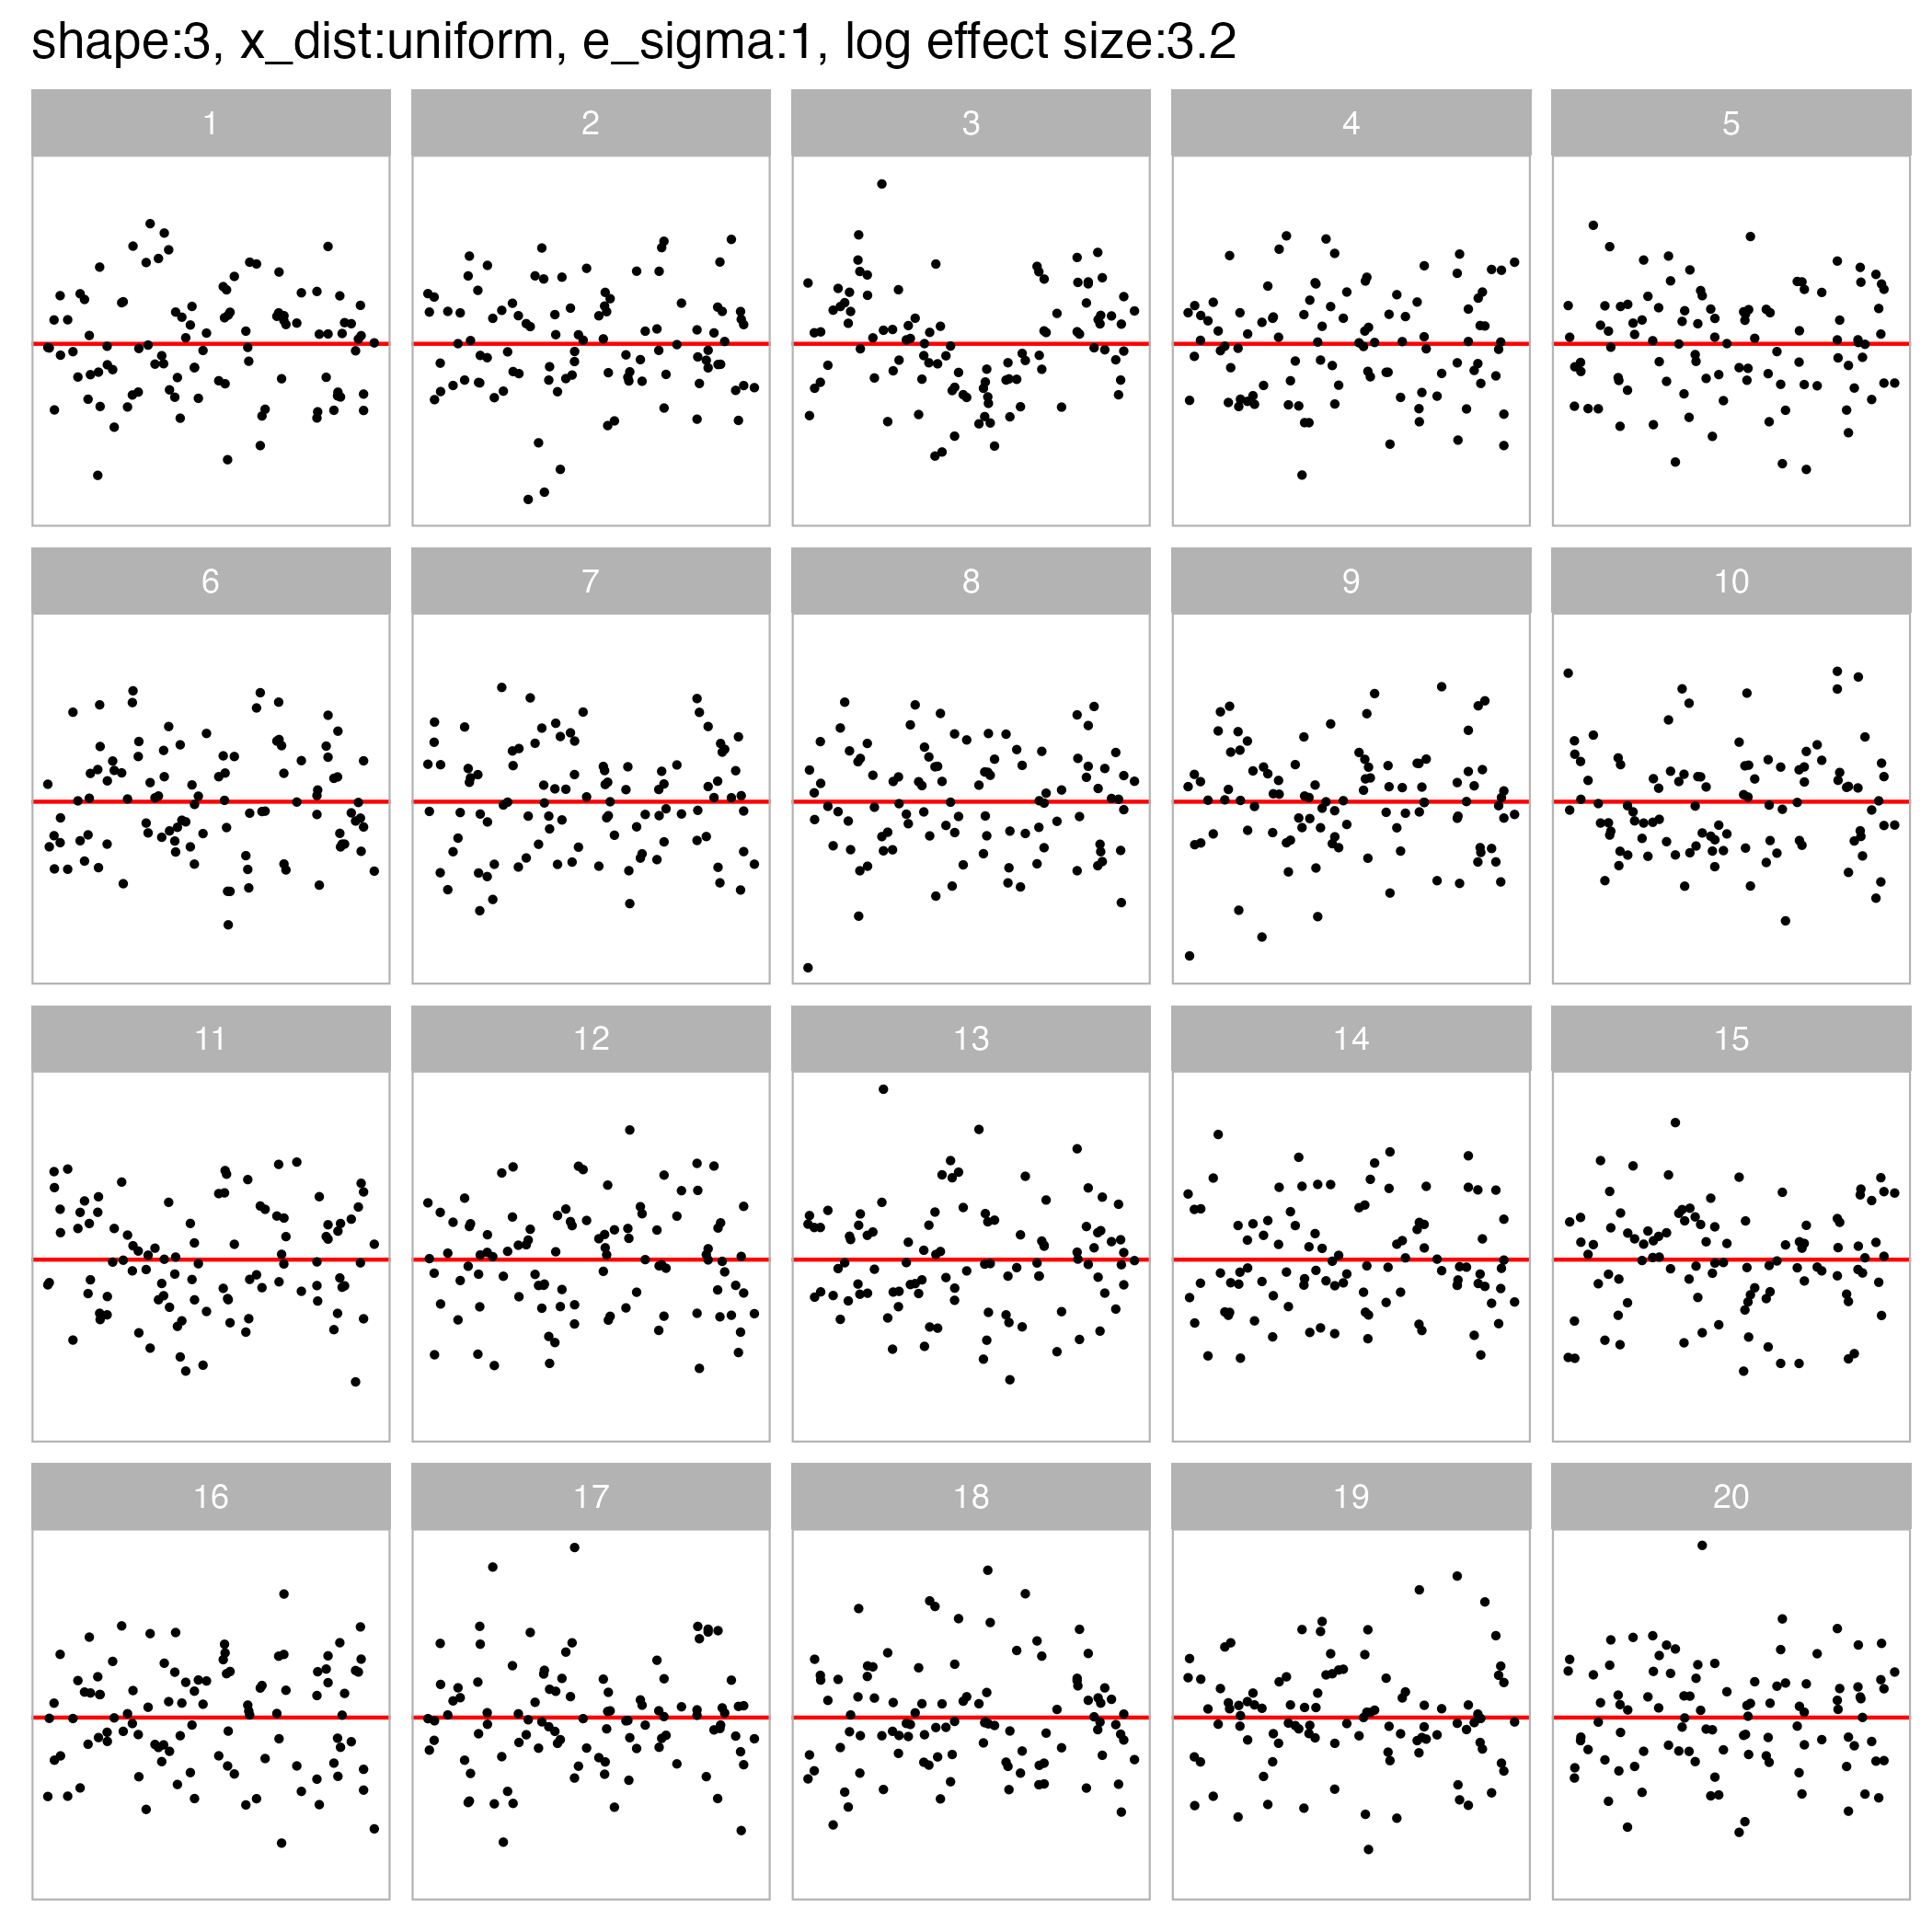 shape:3, x_dist:uniform, e_sigma:1, log effect size:3.2
1 2 3 4 5
6 7 8 9 10
11 12 13 14 15
16 17 18 19 20